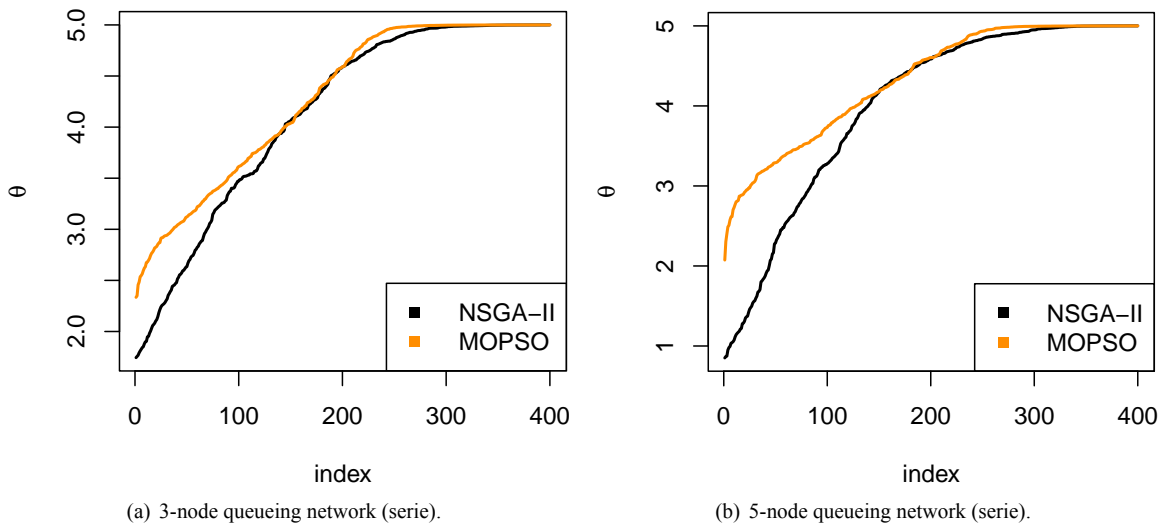 5.0
4.0
3.0
2.0
θ
0 100 200 300 400
index
NSGA−II
MOPSO
(a) 3-node queueing network (serie).
5
4
3
2
1
θ
0 100 200 300 400
index
NSGA−II
MOPSO
(b) 5-node queueing network (serie).